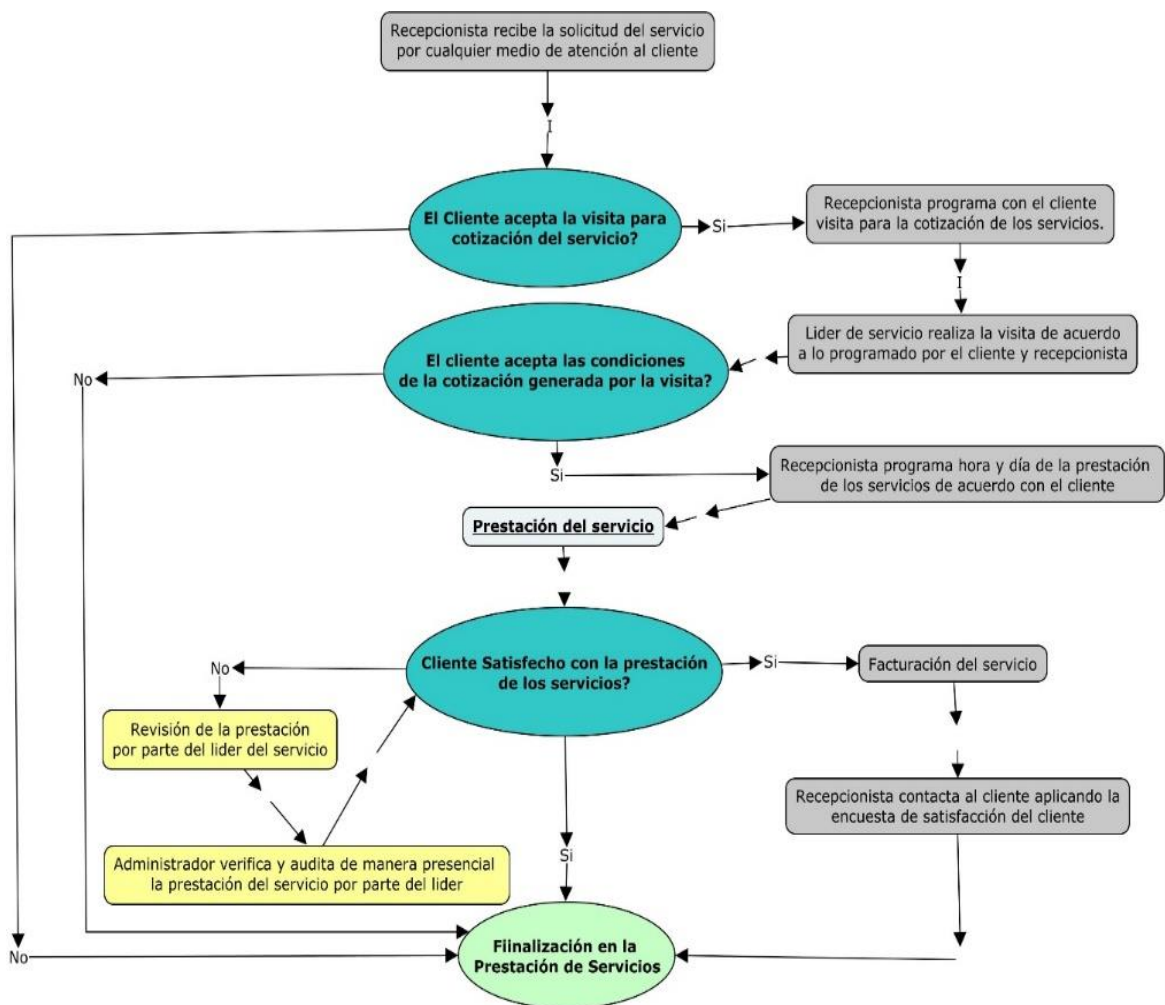 Recepcionista recibe la solicitud del servicio
por cualquier medio de atención al cliente
I
El Cliente acepta la visita para
cotización del servicio?
Si
Recepcionista programa con el cliente
visita para la cotización de los servicios.
I
Lider de servicio realiza la visita de acuerdo
a lo programado por el cliente y recepcionista
El cliente acepta las condiciones
de la cotización generada por la visita?
No
Si
Recepcionista programa hora y día de la prestación
de los servicios de acuerdo con el cliente
Prestación del servicio
Cliente Satisfecho con la prestación
de los servicios?
No
Si
Facturación del servicio
Revisión de la prestación
por parte del lider del servicio
Recepcionista contacta al cliente aplicando la
encuesta de satisfacción del cliente
Administrador verifica y audita de manera presencial
la prestación del servicio por parte del lider
Si
Fiinalización en la
Prestación de Servicios
No